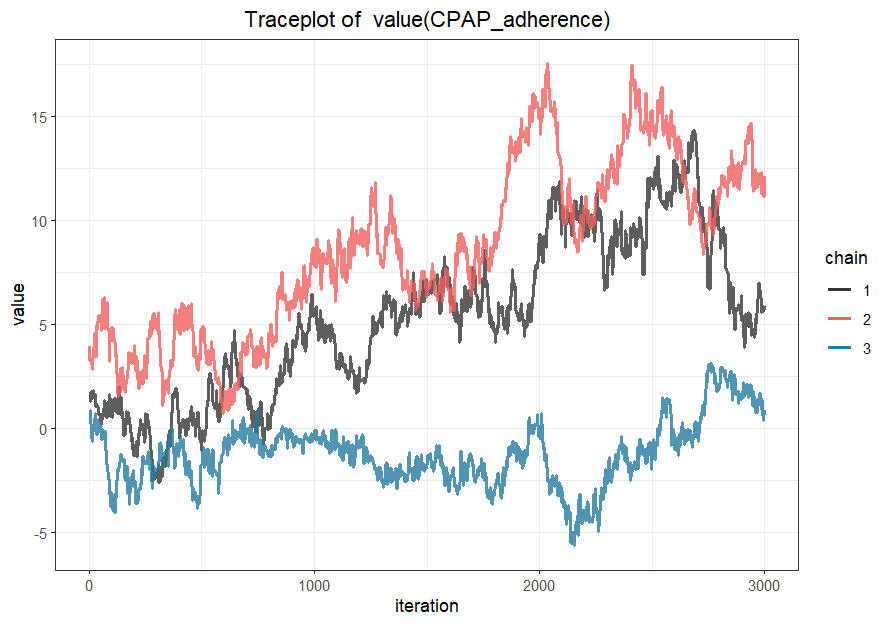 Traceplot of  value(CPAP_adherence)
15
10
5
0
-5
value
0 1000 2000 3000
iteration
chain
1
2
3